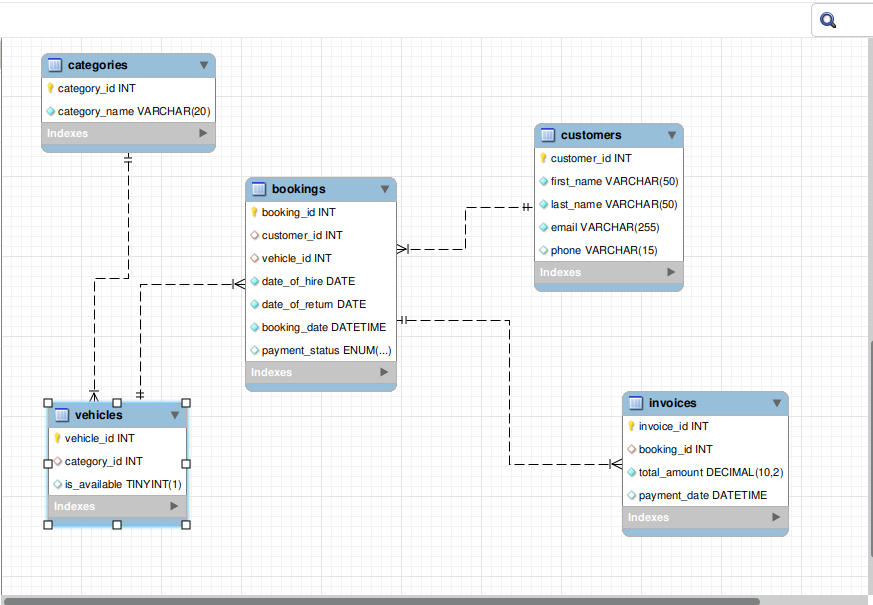 categories
category_id INT
category_name VARCHAR(20)
Indexes
customers
customer_id INT
first_name VARCHAR(50)
last_name VARCHAR(50)
email VARCHAR(255)
phone VARCHAR(15)
Indexes
bookings
booking_id INT
customer_id INT
vehicle_id INT
date_of_hire DATE
date_of_return DATE
booking_date DATETIME
payment_status ENUM(...)
Indexes
vehicles
vehicle_id INT
category_id INT
is_available TINYINT(1)
Indexes
invoices
invoice_id INT
booking_id INT
total_amount DECIMAL(10,2)
payment_date DATETIME
Indexes